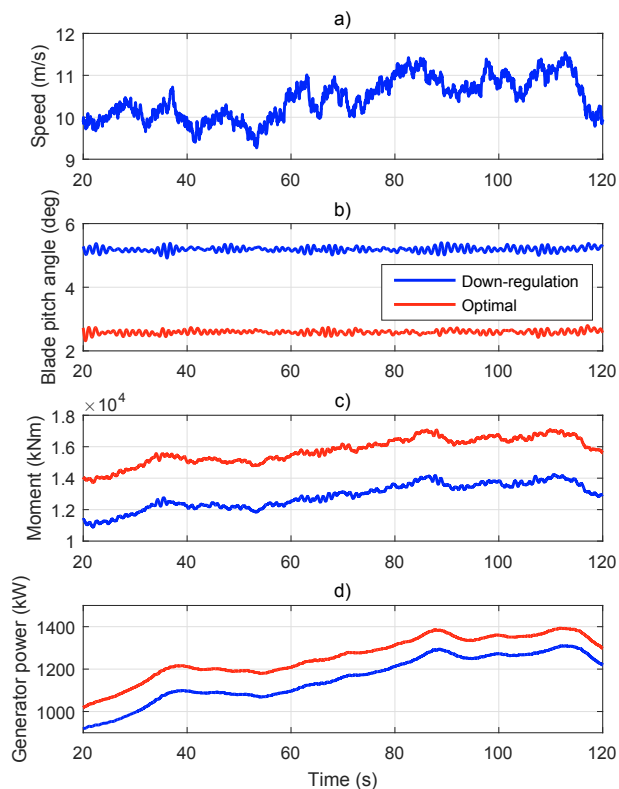 a)
Speed (m/s)
12
11
10
9
20 40 60 80 100 120
b)
Blade pitch angle (deg)
6
4
2
Down-regulation
Optimal
20 40 60 80 100 120
c)
×10⁴
Moment (kNm)
1.8
1.6
1.4
1.2
1
20 40 60 80 100 120
d)
Generator power (kW)
1400
1200
1000
20 40 60 80 100 120
Time (s)